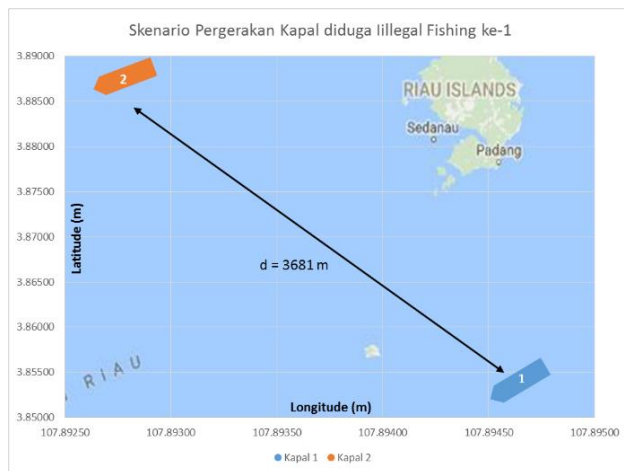 Skenario Pergerakan Kapal diduga Iillegal Fishing ke-1
3.89000
3.88500
3.88000
3.87500
3.87000
3.86500
3.86000
3.85500
3.85000
Latitude (m)
2
RIAU ISLANDS
Sedanau
Padang
d = 3681 m
RIAU
1
Longitude (m)
107.89250
107.89300
107.89350
107.89400
107.89450
107.89500
Kapal 1
Kapal 2